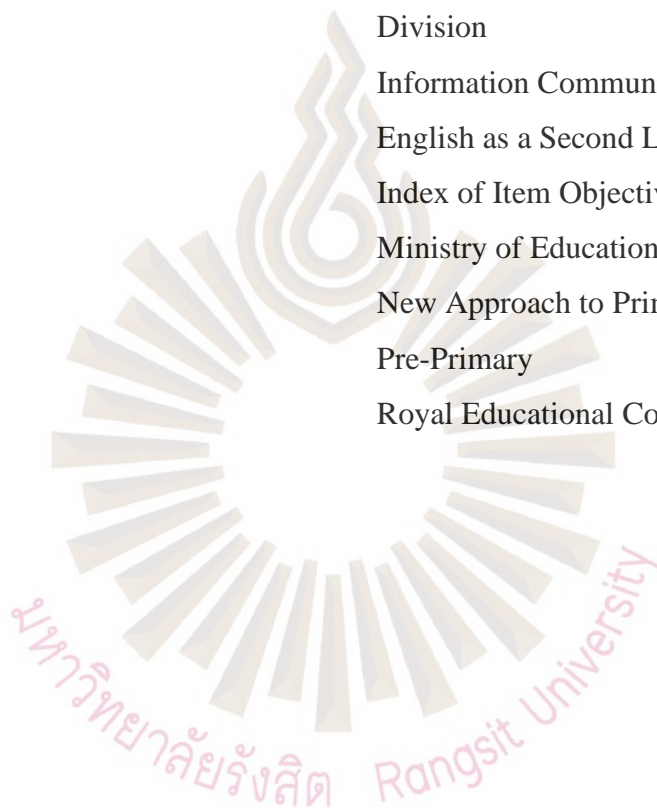 Division
Information Commun
English as a Second L
Index of Item Objectiv
Ministry of Education
New Approach to Prin
Pre-Primary
Royal Educational Co
มหาวิทยาลัยรังสิต Rangsit University